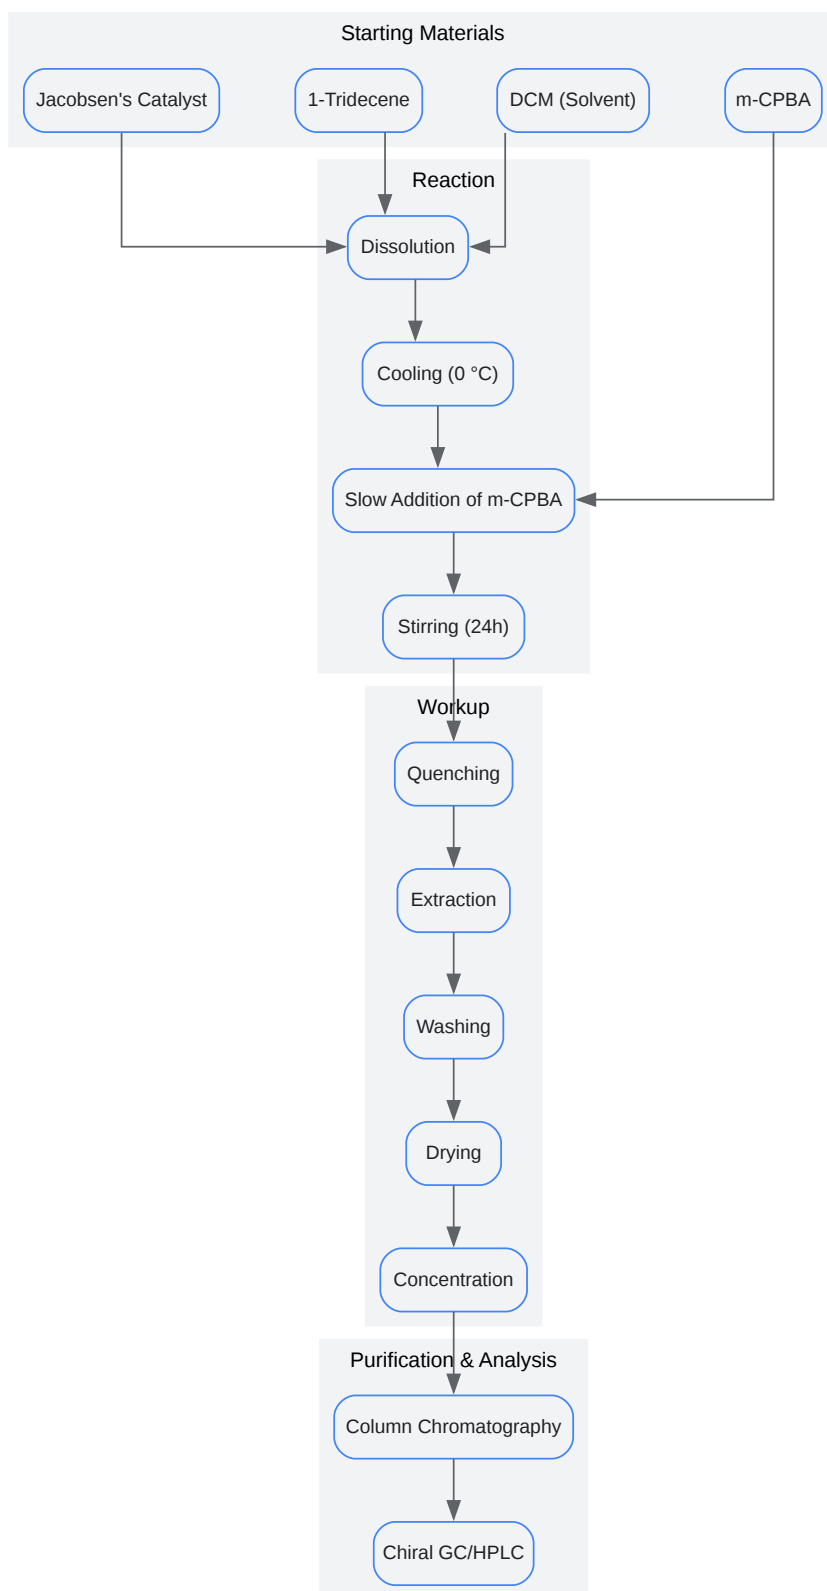 Starting Materials
Jacobsen's Catalyst
1-Tridecene
DCM (Solvent)
m-CPBA
Reaction
Dissolution
Cooling (0 °C)
Slow Addition of m-CPBA
Stirring (24h)
Workup
Quenching
Extraction
Washing
Drying
Concentration
Purification & Analysis
Column Chromatography
Chiral GC/HPLC